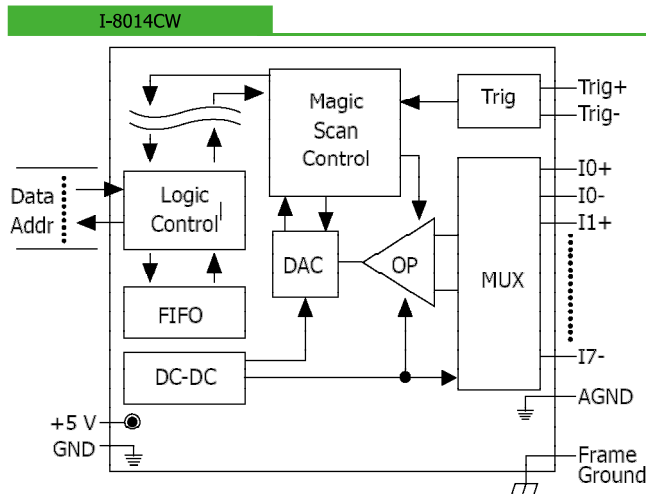 I-8014CW
Magic
Scan
Control
Trig
Trig+
Trig-
Data
Addr
Logic
Control
I0+
I0-
I1+
DAC
OP
MUX
FIFO
I7-
DC-DC
AGND
+5 V
GND
Frame
Ground